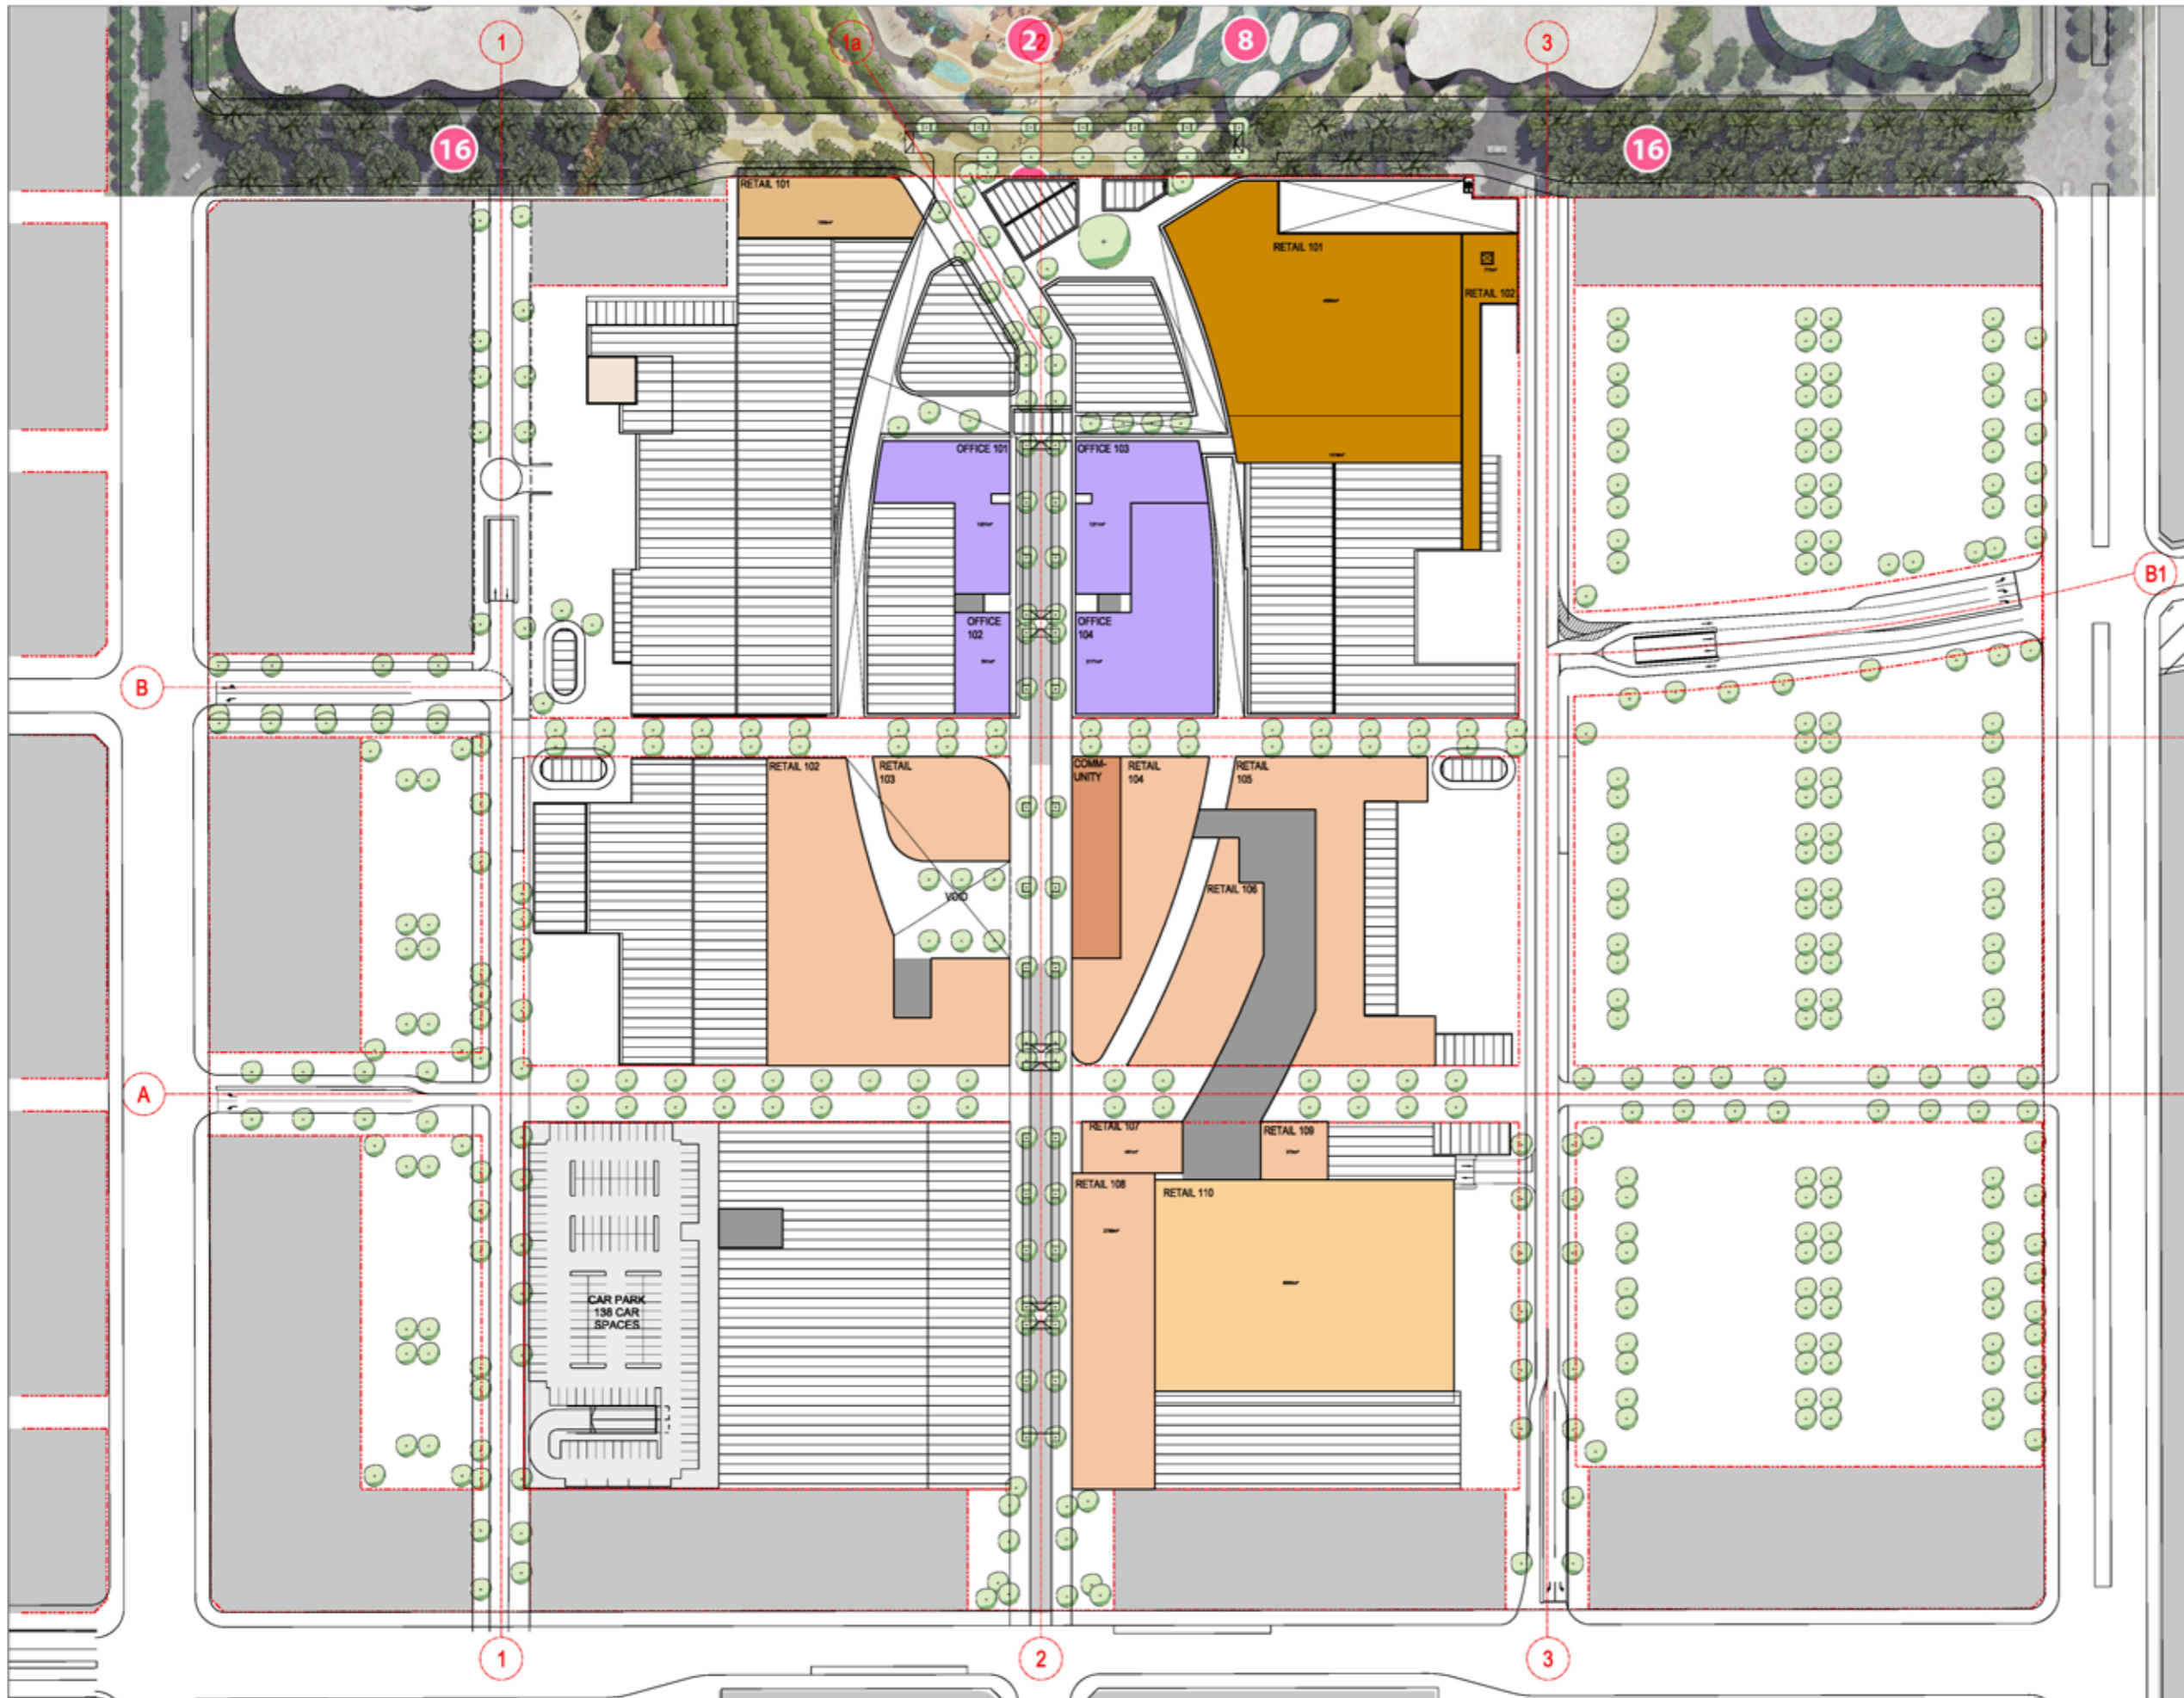 1
1a
2
2
8
3
16
16
RETAIL 101
RETAIL 101
RETAIL 102
OFFICE 101
OFFICE 103
B1
OFFICE
102
OFFICE
104
B
RETAIL 102
RETAIL
103
COMM-
UNITY
RETAIL
104
RETAIL
105
RETAIL 106
VOID
A
RETAIL 107
RETAIL 109
RETAIL 108
RETAIL 110
CAR PARK
138 CAR
SPACES
1
2
3